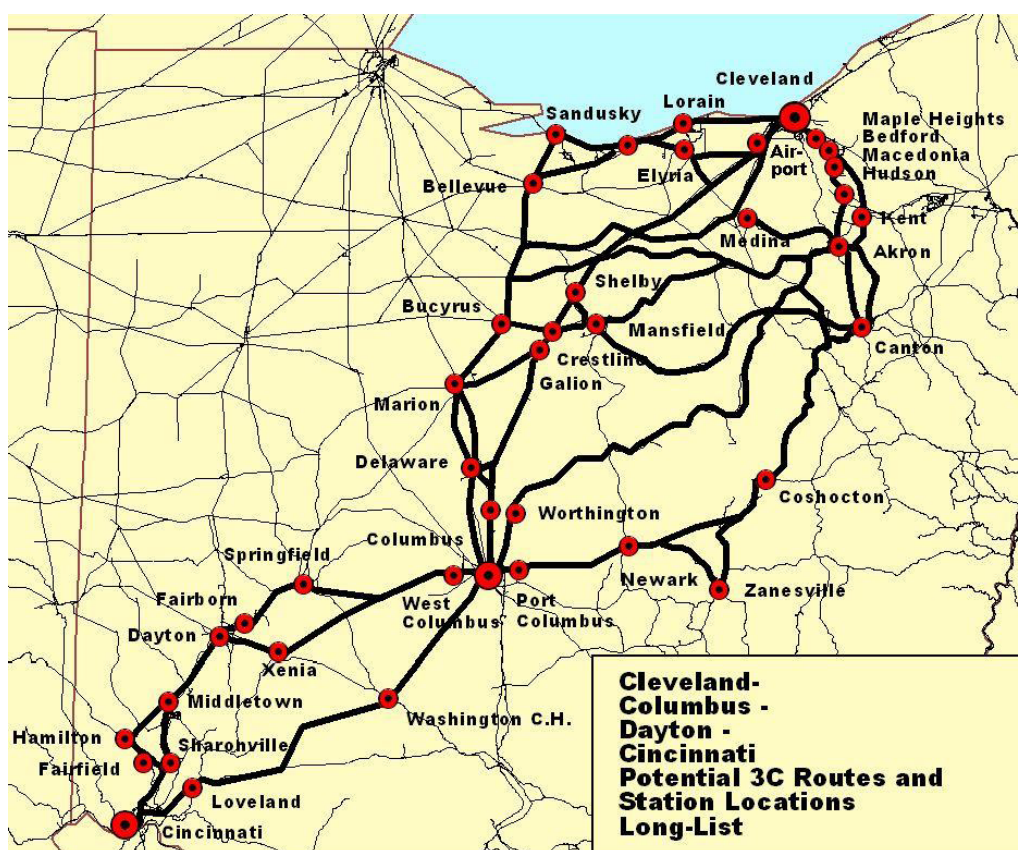 Cleveland
Lorain
Sandusky
Maple Heights
Bedford
Macedonia
Hudson
Air-
port
Elyria
Bellevue
Kent
Medina
Akron
Shelby
Bucyrus
Mansfield
Crestline
Canton
Galion
Marion
Delaware
Coshocton
Worthington
Columbus
Springfield
Newark
Zanesville
West
Columbus
Port
Columbus
Fairborn
Dayton
Xenia
Middletown
Washington C.H.
Hamilton
Sharonville
Fairfield
Loveland
Cincinnati
Cleveland-
Columbus -
Dayton -
Cincinnati
Potential 3C Routes and
Station Locations
Long-List